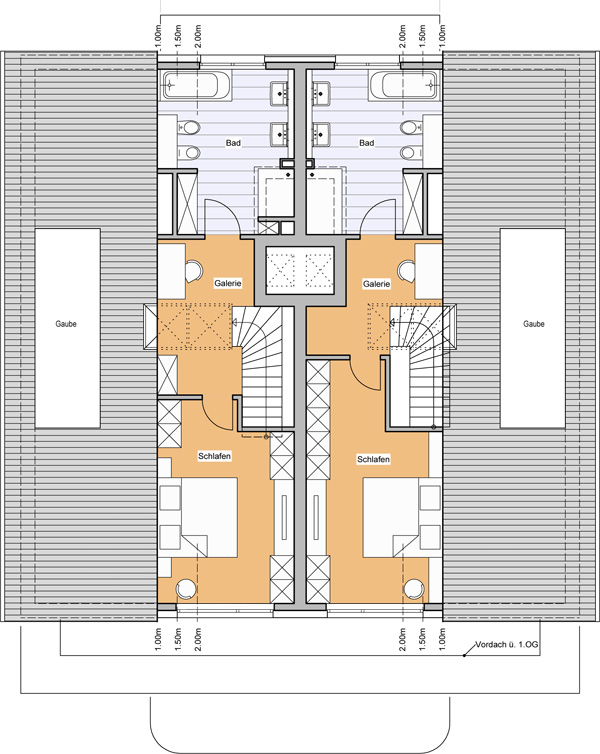 1.00m 1.50m 2.00m 2.00m 1.50m 1.00m
Bad Bad
Galerie Galerie
Gaube Gaube
Schlafen Schlafen
1.00m 1.50m 2.00m 2.00m 1.50m 1.00m
Vordach ü. 1.OG